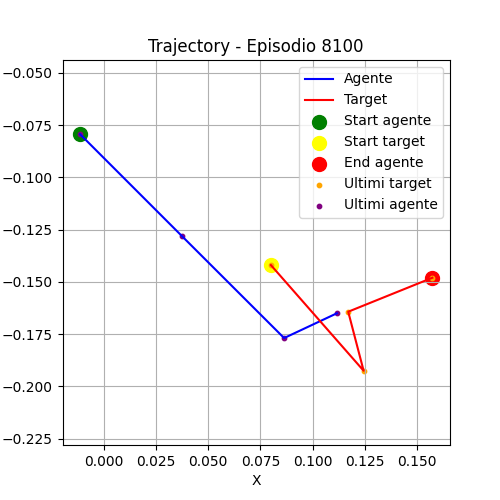 Trajectory - Episodio 8100
Agente
Target
Start agente
Start target
End agente
Ultimi target
Ultimi agente
−0.050
−0.075
−0.100
−0.125
−0.150
−0.175
−0.200
−0.225
0.000 0.025 0.050 0.075 0.100 0.125 0.150
X